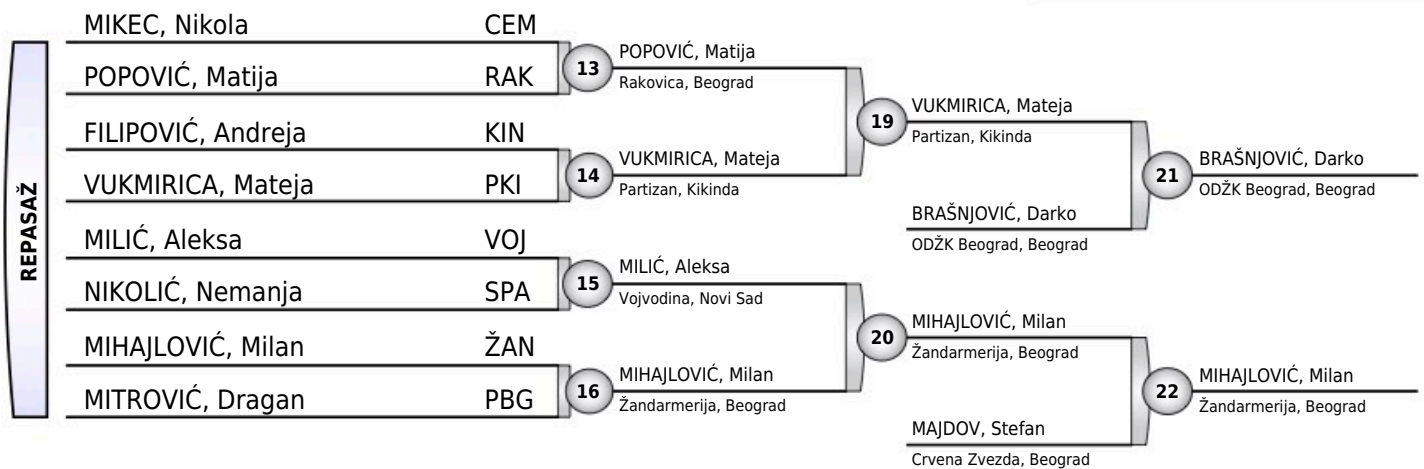 REPASAŽ
MIKEC, Nikola CEM
POPOVIĆ, Matija RAK
FILIPOVIĆ, Andreja KIN
VUKMIRICA, Mateja PKI
MILIĆ, Aleksa VOJ
NIKOLIĆ, Nemanja SPA
MIHAJLOVIĆ, Milan ŽAN
MITROVIĆ, Dragan PBG
13
POPOVIĆ, Matija
Rakovica, Beograd
14
VUKMIRICA, Mateja
Partizan, Kikinda
15
MILIĆ, Aleksa
Vojvodina, Novi Sad
16
MIHAJLOVIĆ, Milan
Žandarmerija, Beograd
19
VUKMIRICA, Mateja
Partizan, Kikinda
BRAŠNJOVIĆ, Darko
ODŽK Beograd, Beograd
20
MIHAJLOVIĆ, Milan
Žandarmerija, Beograd
MAJDOV, Stefan
Crvena Zvezda, Beograd
21
BRAŠNJOVIĆ, Darko
ODŽK Beograd, Beograd
22
MIHAJLOVIĆ, Milan
Žandarmerija, Beograd